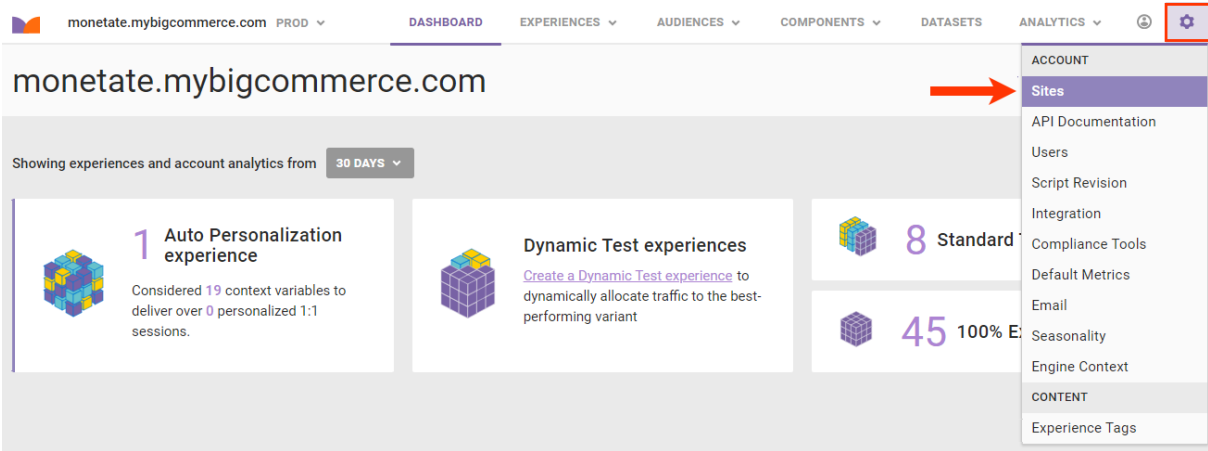 monetate.mybigcommerce.com PROD
DASHBOARD
EXPERIENCES
AUDIENCES
COMPONENTS
DATASETS
ANALYTICS
monetate.mybigcommerce.com
Showing experiences and account analytics from 30 DAYS
1 Auto Personalization
experience
Considered 19 context variables to
deliver over 0 personalized 1:1
sessions.
Dynamic Test experiences
Create a Dynamic Test experience to
dynamically allocate traffic to the best-
performing variant
8 Standard
45 100%
ACCOUNT
Sites
API Documentation
Users
Script Revision
Integration
Compliance Tools
Default Metrics
Email
Seasonality
Engine Context
CONTENT
Experience Tags